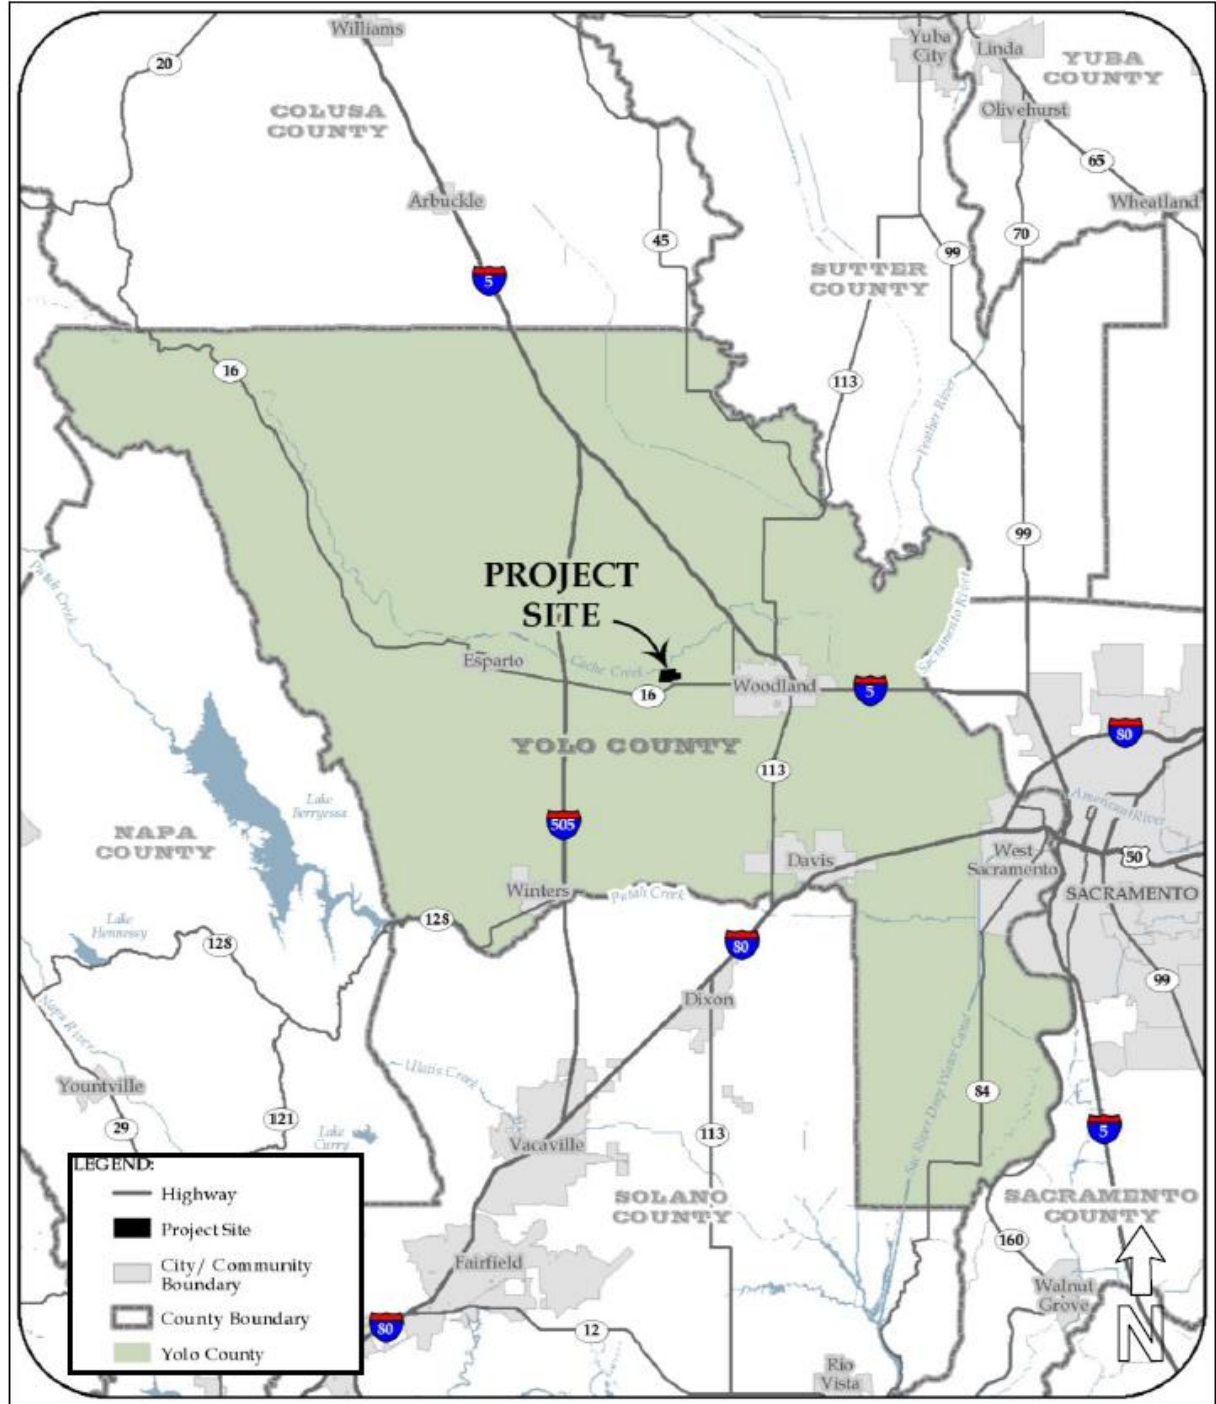 Williams
20
COLUSA
COUNTY
Yuba
City
Linda
YUBA
COUNTY
Olivehurst
65
Arbuckle
Wheatland
45
70
99
5
SUTTER
COUNTY
16
113
Feather River
99
Putah Creek
PROJECT
SITE
Sacramento River
Esparto
Cache Creek
16
Woodland
5
YOLO COUNTY
80
113
Lake
Berryessa
American River
NAPA
COUNTY
505
West
Sacramento
50
Davis
Winters
Putah Creek
SACRAMENTO
Lake
Hennessy
128
128
80
99
Dixon
Napa River
Sac River Deep Water Canal
Ulatis Creek
Yountville
84
29
121
Lake
Curry
Vacaville
113
5
LEGEND:
Highway
Project Site
City/ Community
Boundary
County Boundary
Yolo County
SOLANO
COUNTY
SACRAMENTO
COUNTY
160
Fairfield
Walnut
Grove
80
12
N
Rio
Vista